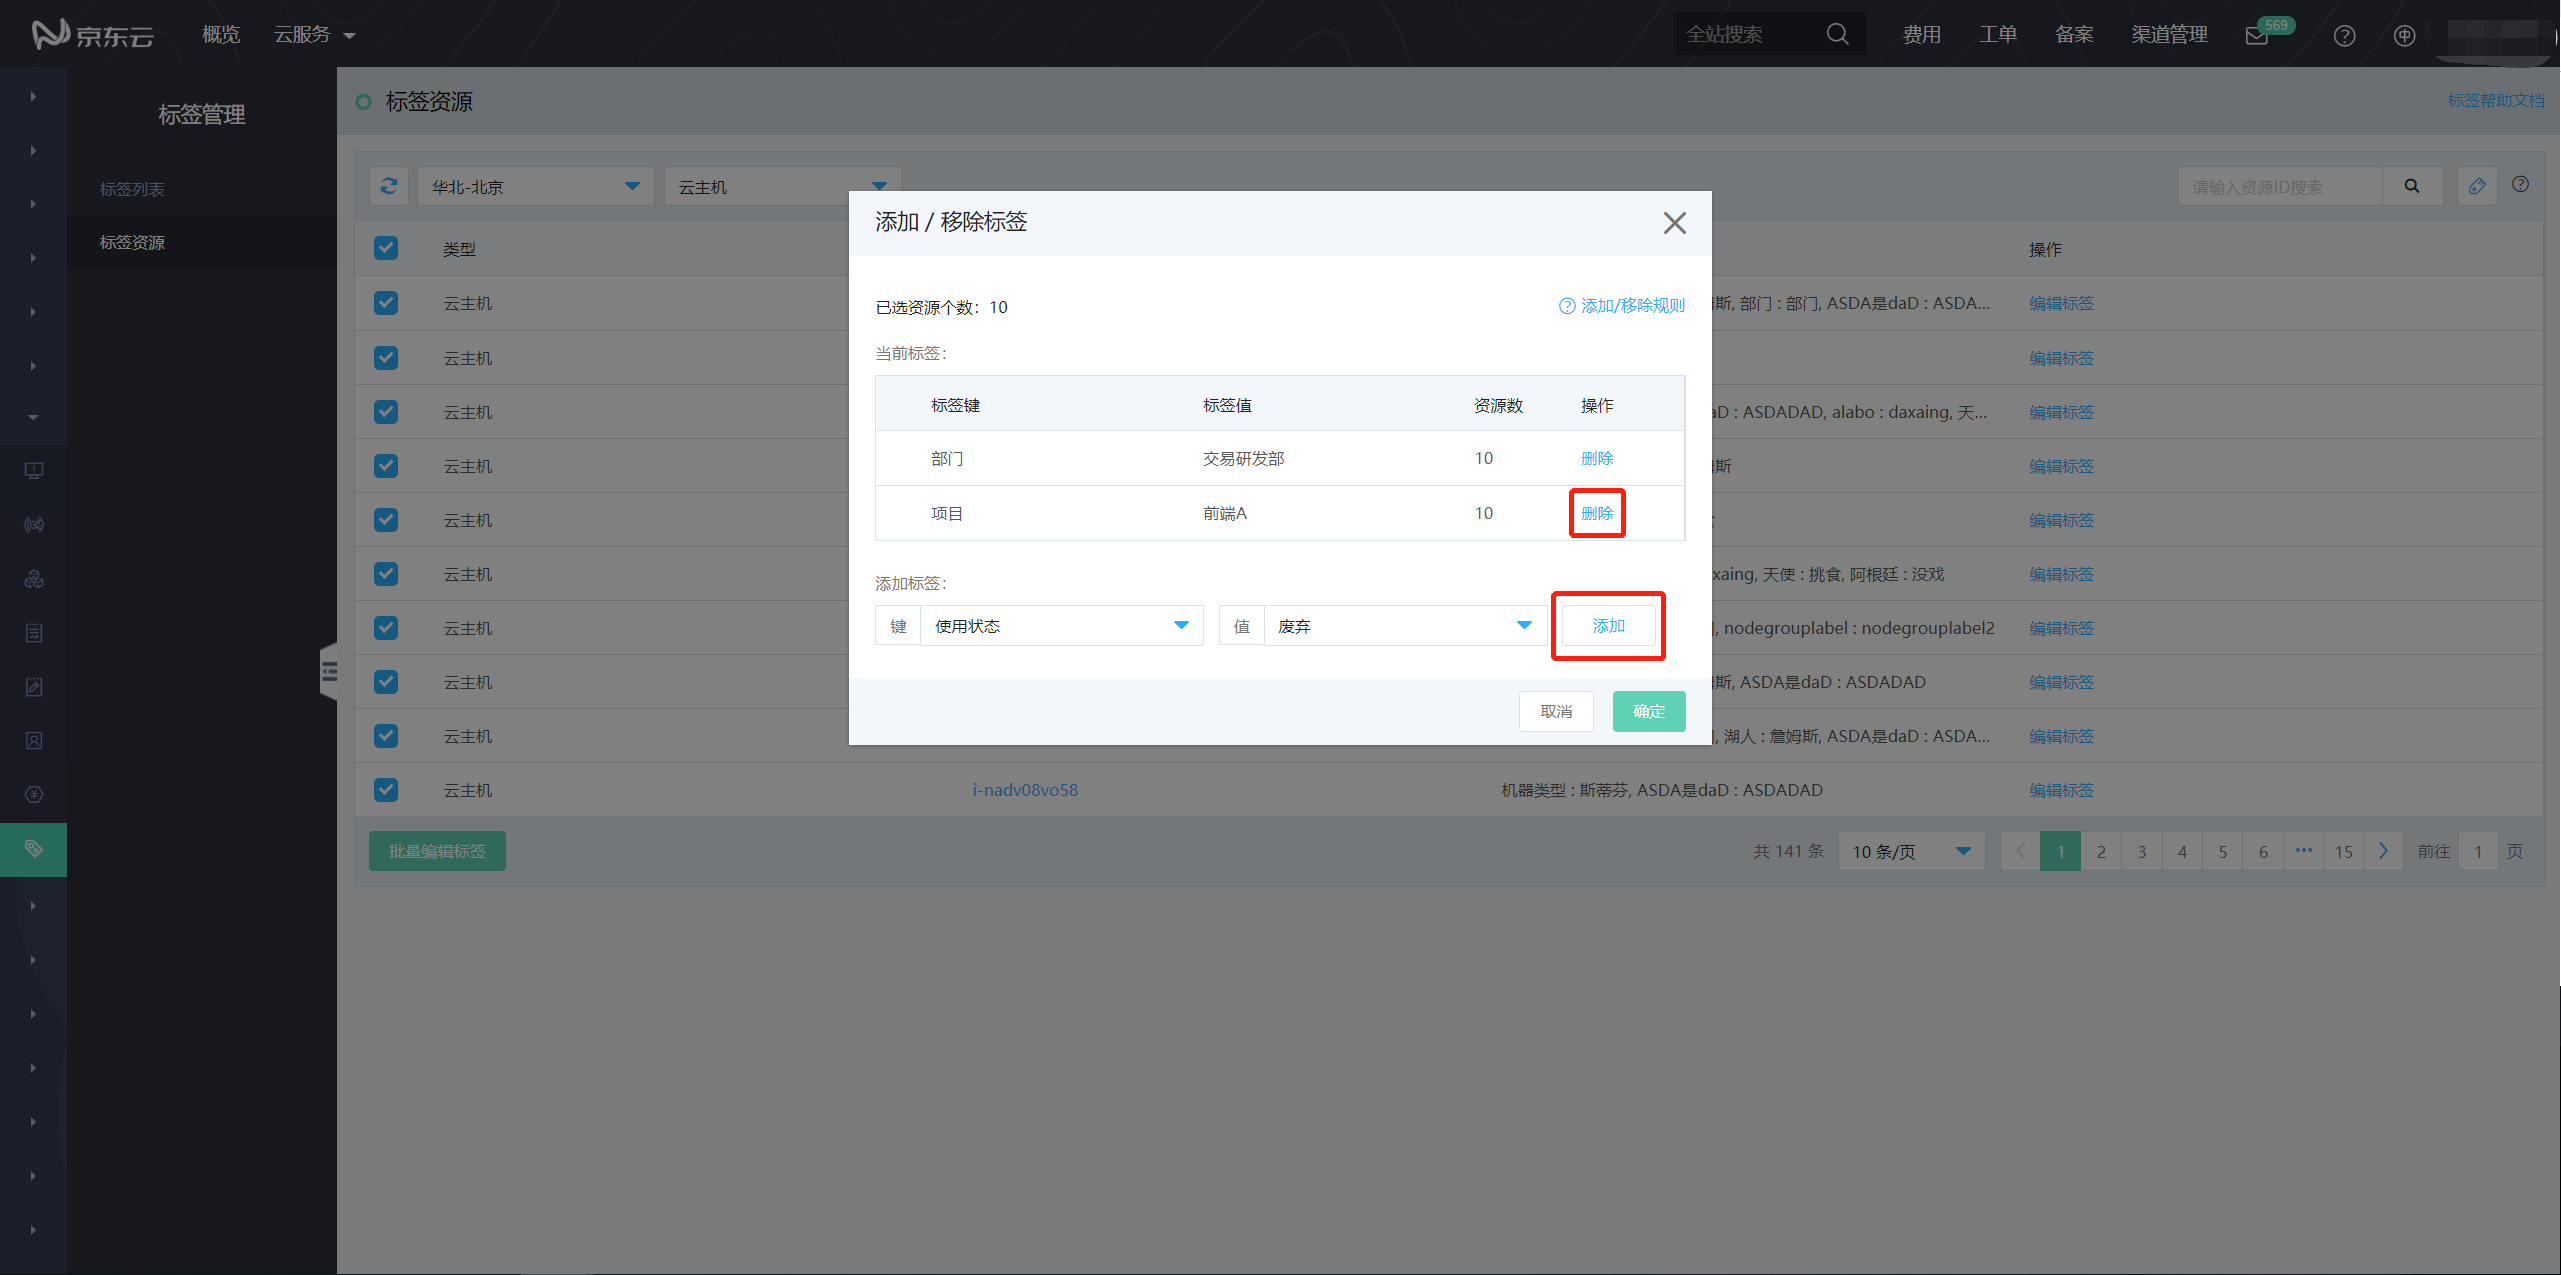 京东云 概览 云服务 全站搜索 费用 工单 备案 渠道管理 569
标签管理
标签列表
标签资源
标签资源 标签帮助文档
华北-北京 云主机 请输入资源ID搜索
类型 操作
云主机 斯, 部门 : 部门, ASDA是daD : ASDA... 编辑标签
云主机 编辑标签
云主机 D : ASDADAD, alabo : daxaing, 天... 编辑标签
云主机 斯 编辑标签
云主机 编辑标签
云主机 xaing, 天使 : 挑食, 阿根廷 : 没戏 编辑标签
云主机 , nodegrouplabel : nodegrouplabel2 编辑标签
云主机 斯, ASDA是daD : ASDADAD 编辑标签
云主机 , 湖人 : 詹姆斯, ASDA是daD : ASDA... 编辑标签
云主机 i-nadv08vo58 机器类型 : 斯蒂芬, ASDA是daD : ASDADAD 编辑标签
批量编辑标签 共 141 条 10 条/页 1 2 3 4 5 6 ··· 15 前往 1 页
添加 / 移除标签
已选资源个数：10 添加/移除规则
当前标签：
标签键 标签值 资源数 操作
部门 交易研发部 10 删除
项目 前端A 10 删除
添加标签：
键 使用状态 值 废弃 添加
取消 确定